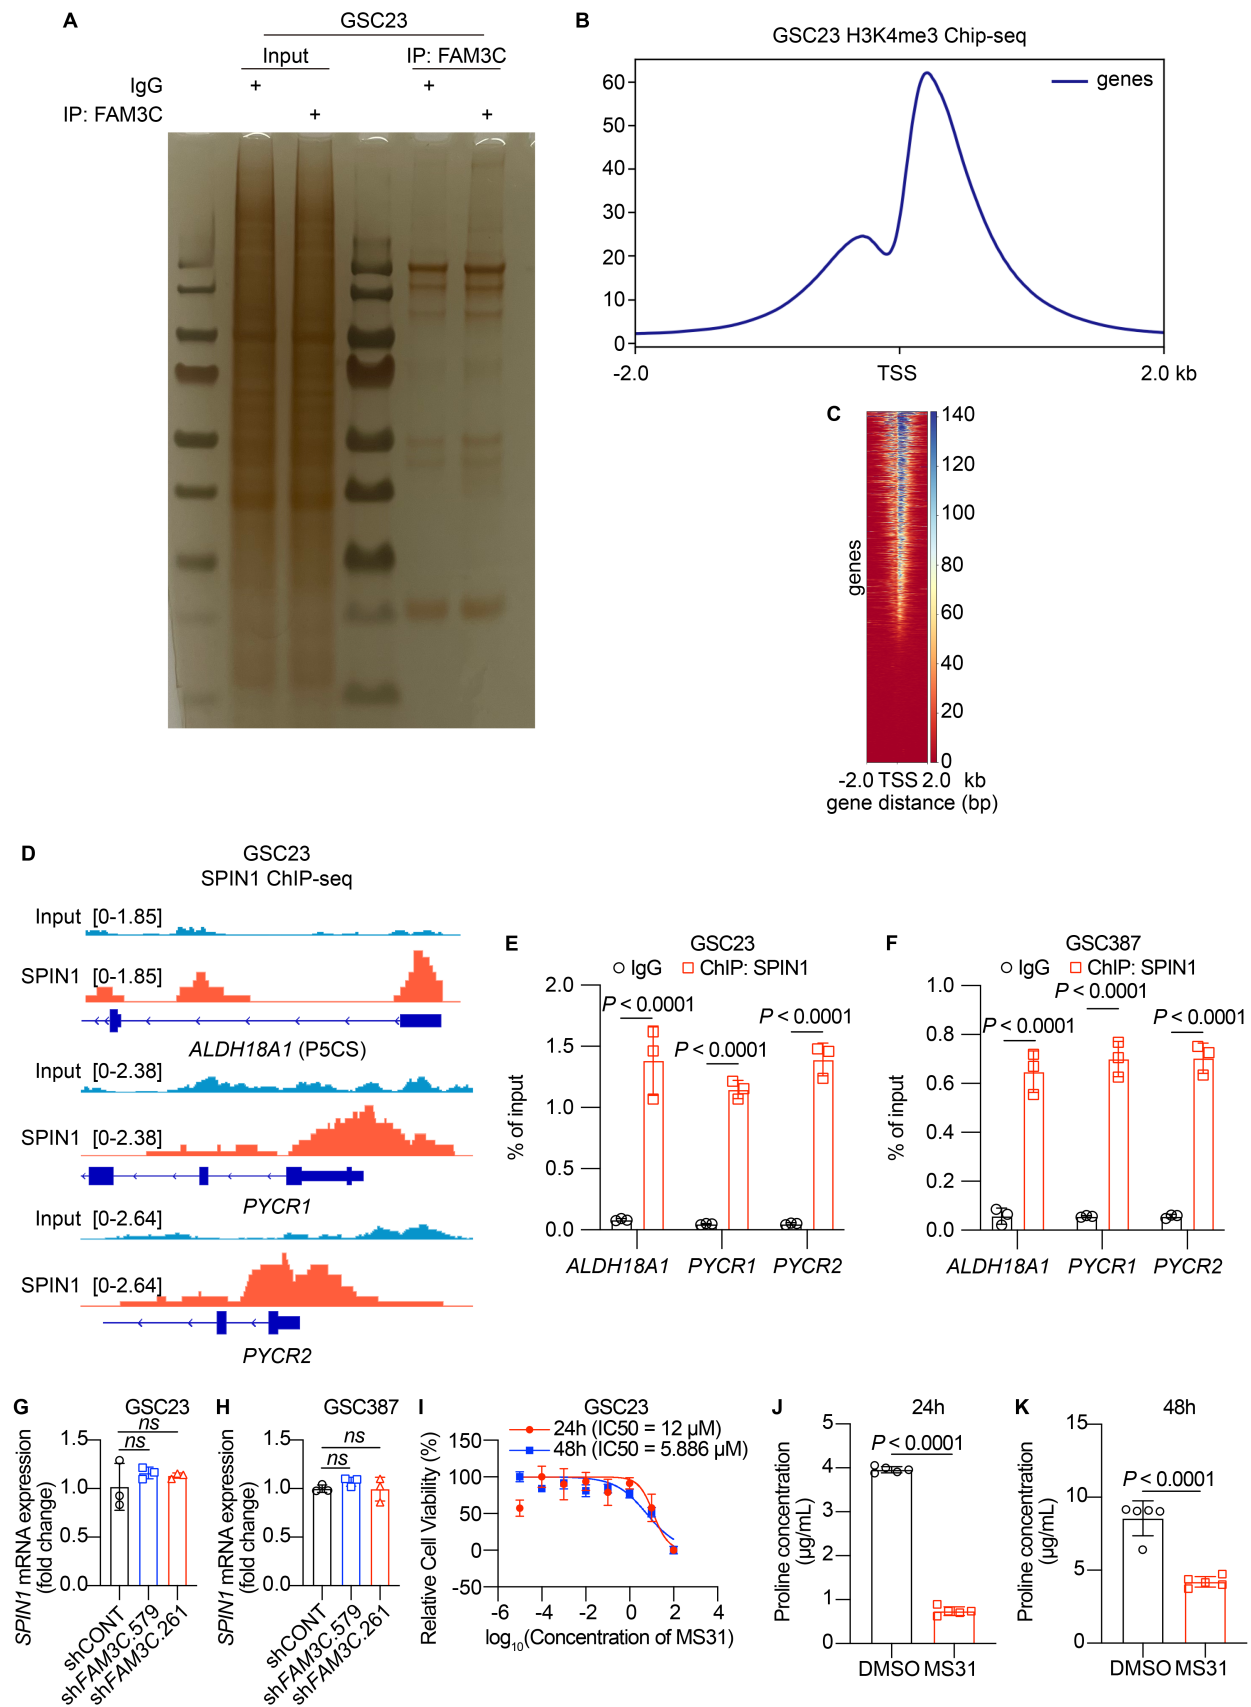 A
GSC23
Input
IP: FAM3C
IgG + +
IP: FAM3C + +
B
GSC23 H3K4me3 Chip-seq
genes
60
50
40
30
20
10
0
-2.0 TSS 2.0 kb
C
genes
140
120
100
80
60
40
20
0
-2.0 TSS 2.0 kb
gene distance (bp)
D
GSC23
SPIN1 ChIP-seq
Input [0-1.85]
SPIN1 [0-1.85]
ALDH18A1 (P5CS)
Input [0-2.38]
SPIN1 [0-2.38]
PYCR1
Input [0-2.64]
SPIN1 [0-2.64]
PYCR2
E
GSC23
IgG ChIP: SPIN1
% of input
2.0
1.5
1.0
0.5
0.0
P < 0.0001
P < 0.0001
P < 0.0001
ALDH18A1 PYCR1 PYCR2
F
GSC387
IgG ChIP: SPIN1
% of input
1.0
0.8
0.6
0.4
0.2
0.0
P < 0.0001
P < 0.0001
P < 0.0001
ALDH18A1 PYCR1 PYCR2
G
GSC23
SPIN1 mRNA expression
(fold change)
1.5
1.0
0.5
0.0
ns
ns
shCONT
shFAM3C.579
shFAM3C.261
H
GSC387
SPIN1 mRNA expression
(fold change)
1.5
1.0
0.5
0.0
ns
ns
shCONT
shFAM3C.579
shFAM3C.261
I
GSC23
24h (IC50 = 12 µM)
48h (IC50 = 5.886 µM)
Relative Cell Viability (%)
150
100
50
0
-50
-6 -4 -2 0 2 4
log10(Concentration of MS31)
J
24h
Proline concentration
(µg/mL)
5
4
3
2
1
0
P < 0.0001
DMSO MS31
K
48h
Proline concentration
(µg/mL)
15
10
5
0
P < 0.0001
DMSO MS31